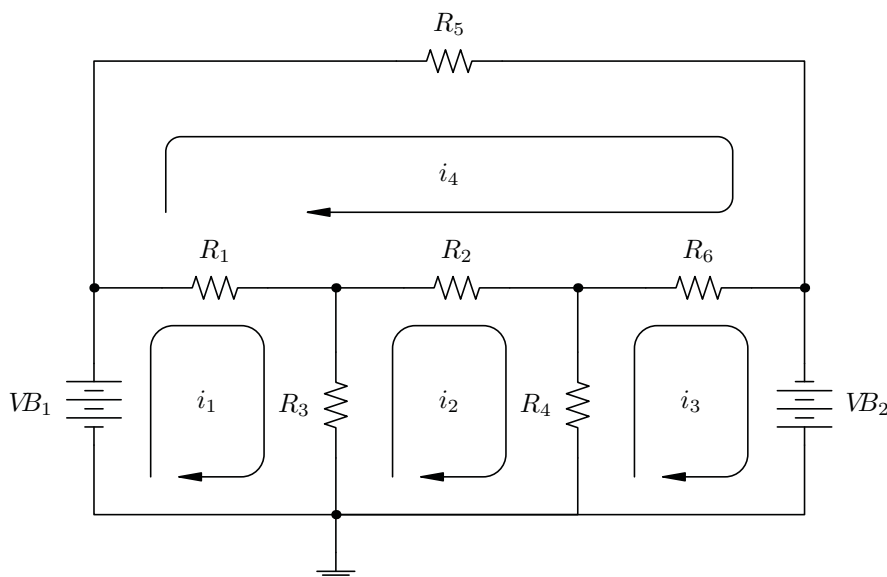 R₅
i₄
R₁ R₂ R₆
VB₁ i₁ R₃ i₂ R₄ i₃ VB₂